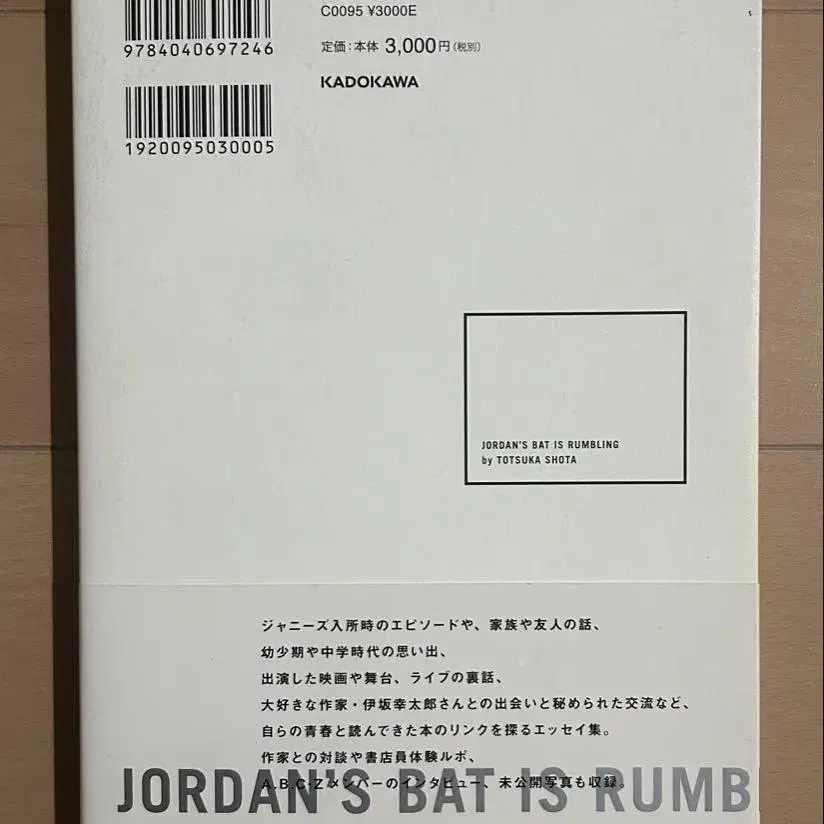 C0095 ¥3000E
9784040697246
定価:本体 3,000円(税別)
KADOKAWA
1920095030005
JORDAN'S BAT IS RUMBLING
by TOTSUKA SHOTA
ジャニーズ入所時のエピソードや、家族や友人の話、
幼少期や中学時代の思い出、
出演した映画や舞台、ライブの裏話、
大好きな作家・伊坂幸太郎さんとの出会いと秘められた交流など、
自らの青春と読んできた本のリンクを探るエッセイ集。
作家との対談や書店員体験ルポ、
A.B.C-Zメンバーのインタビュー、未公開写真も収録。
JORDAN'S BAT IS RUMB